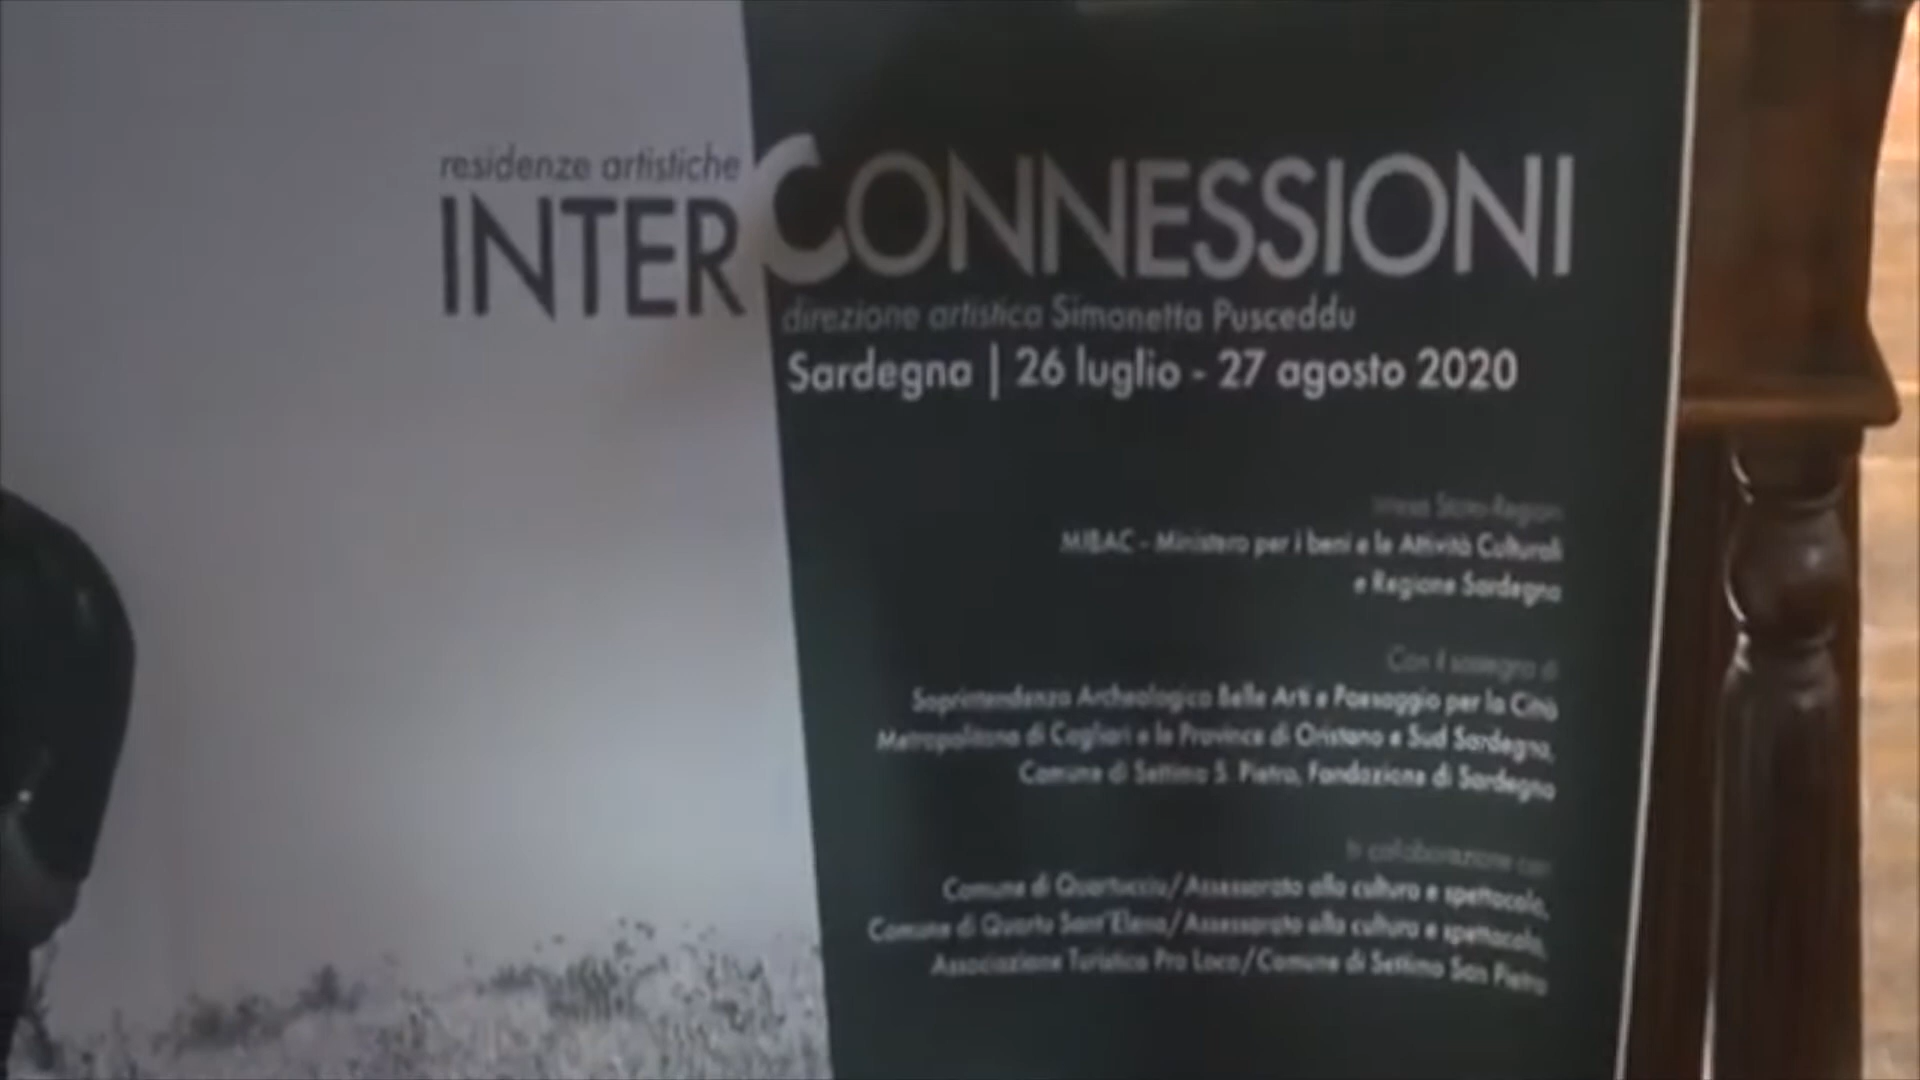 residenze artistiche
INTERCONNESSIONI
direzione artistica Simonetta Pusceddu
Sardegna | 26 luglio - 27 agosto 2020
Intesa Stato-Regioni
MIBAC - Ministero per i beni e le Attività Culturali
e Regione Sardegna
Con il sostegno di
Soprintendenza Archeologica Belle Arti e Paesaggio per la Città
Metropolitana di Cagliari e le Province di Oristano e Sud Sardegna,
Comune di Settimo S. Pietro, Fondazione di Sardegna
In collaborazione con
Comune di Quartucciu/Assessorato alla cultura e spettacolo,
Comune di Quartu Sant'Elena/Assessorato alla cultura e spettacolo,
Associazione Turistica Pro Loco/Comune di Settimo San Pietro